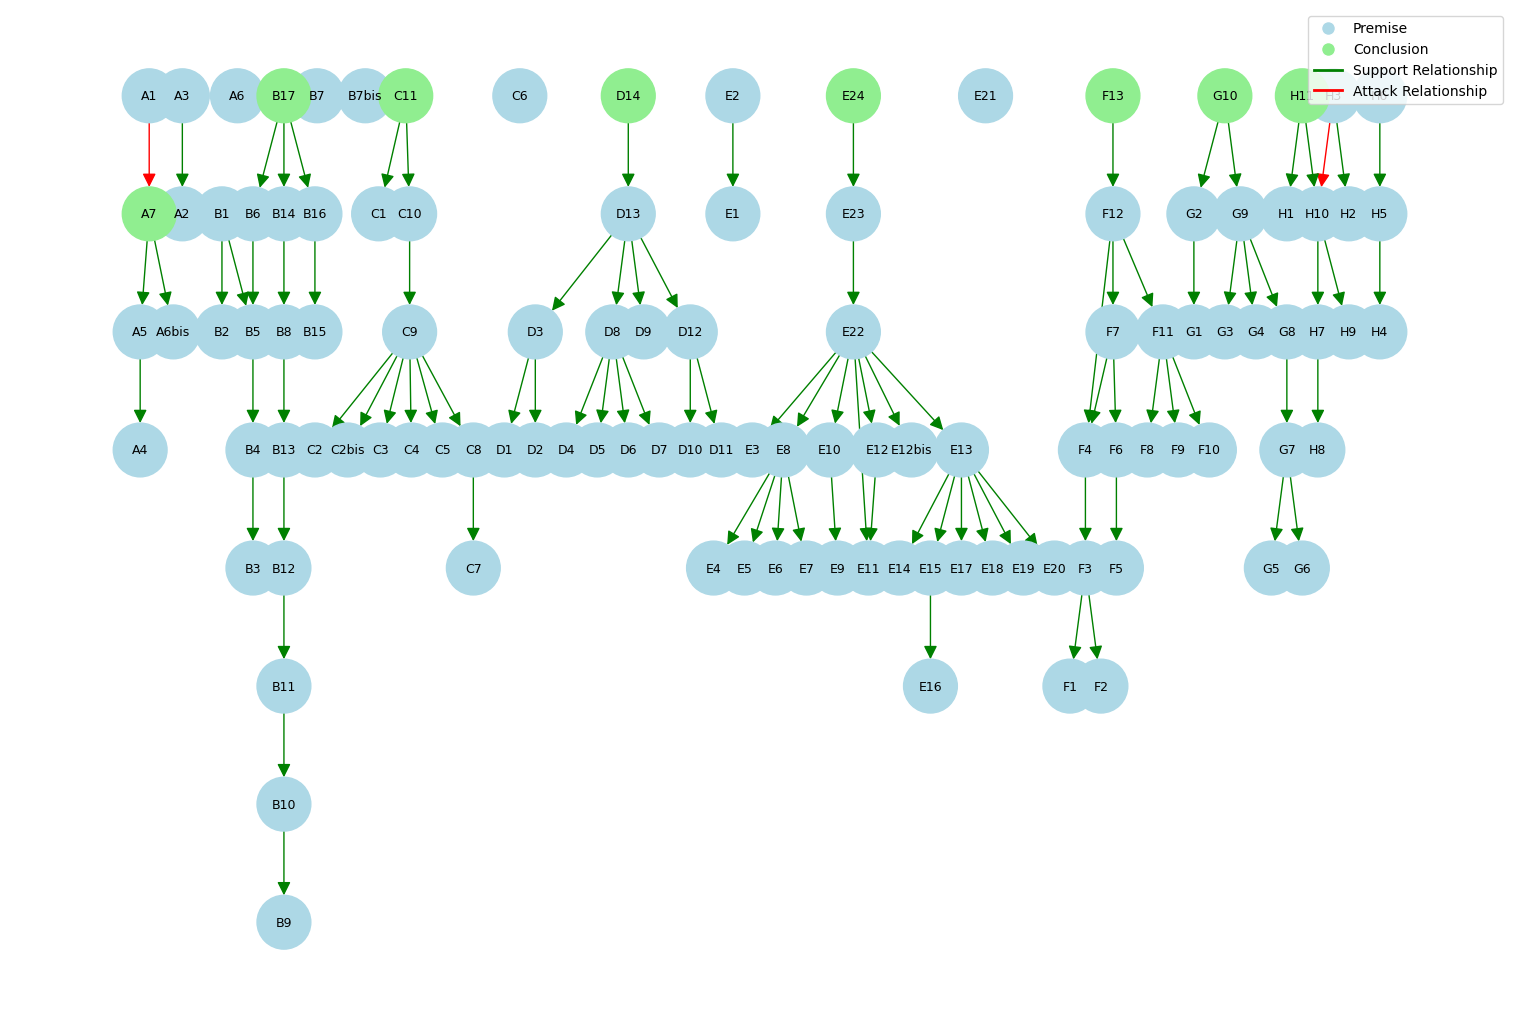 Premise
Conclusion
Support Relationship
Attack Relationship
A1 A3 A6 B17 B7 B7bis C11 C6 D14 E2 E24 E21 F13 G10 H11 H3 H6
A7 A2 B1 B6 B14 B16 C1 C10 D13 E1 E23 F12 G2 G9 H1 H10 H2 H5
A5 A6bis B2 B5 B8 B15 C9 D3 D8 D9 D12 E22 F7 F11 G1 G3 G4 G8 H7 H9 H4
A4 B4 B13 C2 C2bis C3 C4 C5 C8 D1 D2 D4 D5 D6 D7 D10 D11 E3 E8 E10 E12 E12bis E13 F4 F6 F8 F9 F10 G7 H8
B3 B12 C7 E4 E5 E6 E7 E9 E11 E14 E15 E17 E18 E19 E20 F3 F5 G5 G6
B11 E16 F1 F2
B10
B9